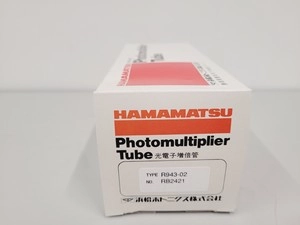 HAMAMATSU
Photomultiplier
Tube 光電子増倍管
TYPE R943-02
NO. RB2421
浜松ホトニクス株式会社